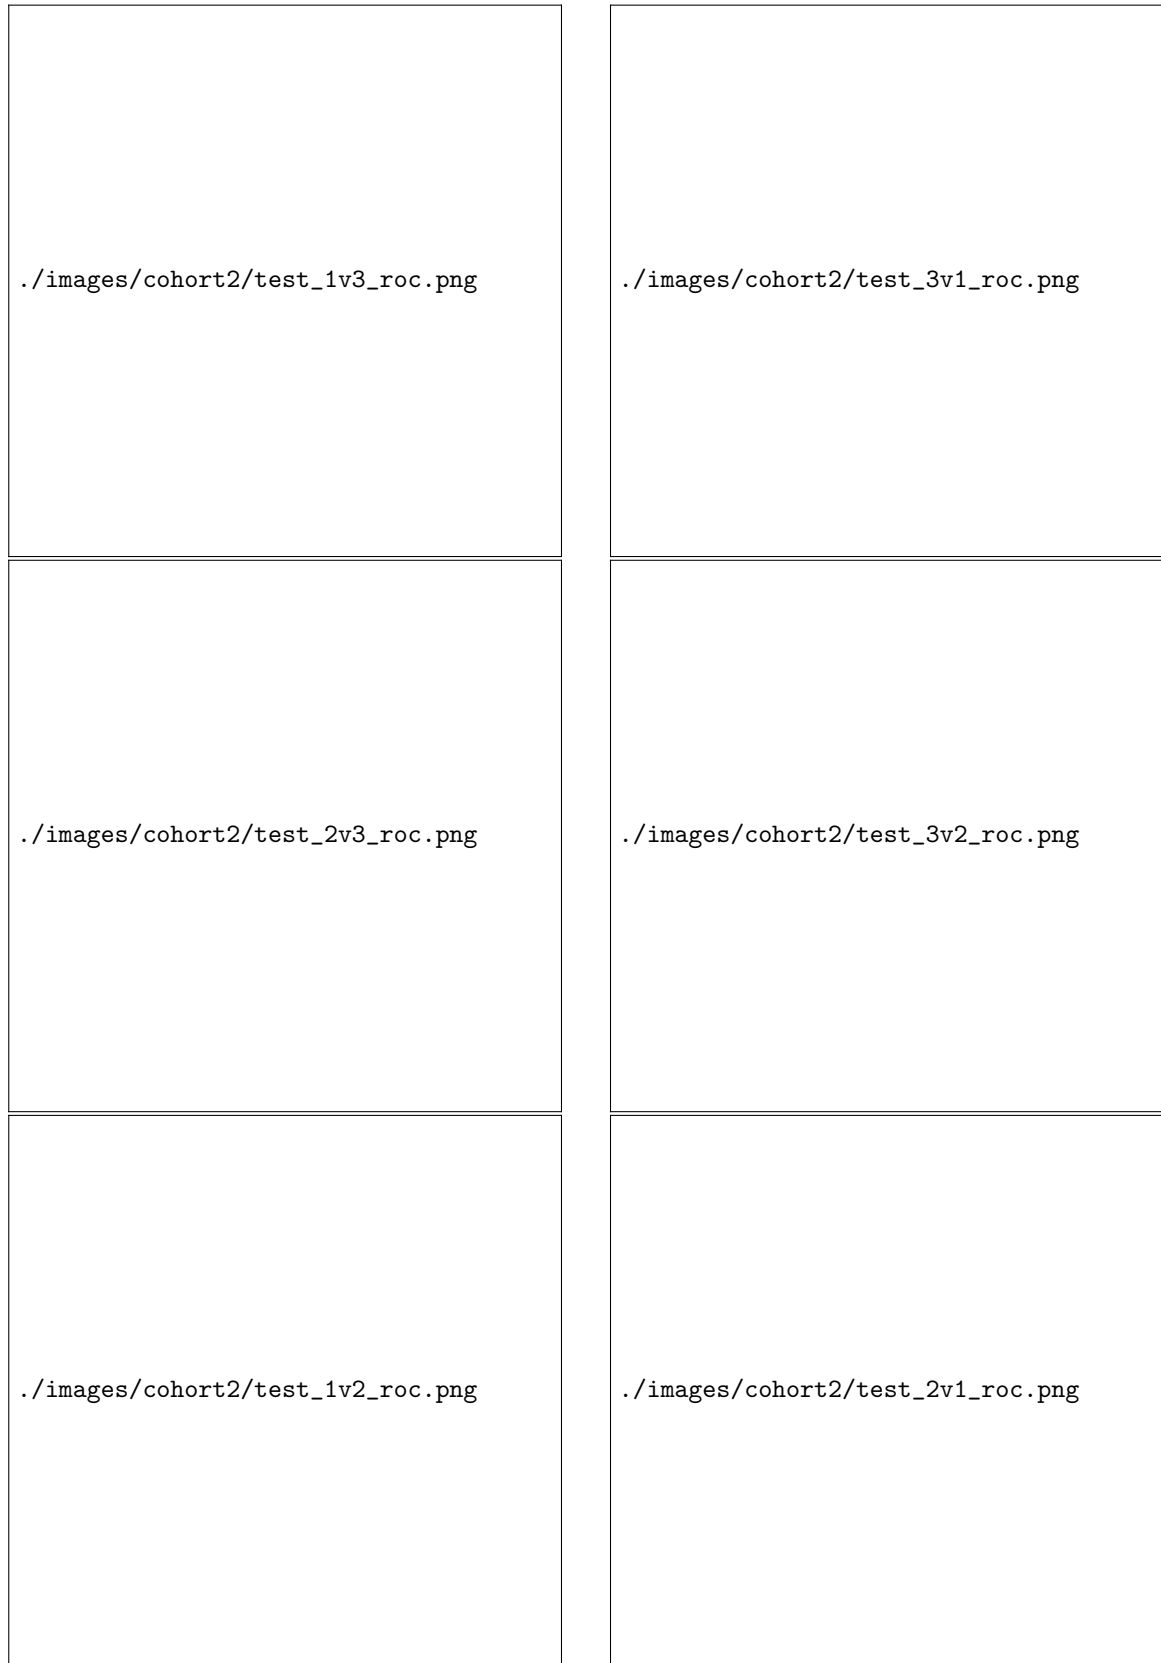 ./images/cohort2/test_1v3_roc.png
./images/cohort2/test_3v1_roc.png
./images/cohort2/test_2v3_roc.png
./images/cohort2/test_3v2_roc.png
./images/cohort2/test_1v2_roc.png
./images/cohort2/test_2v1_roc.png